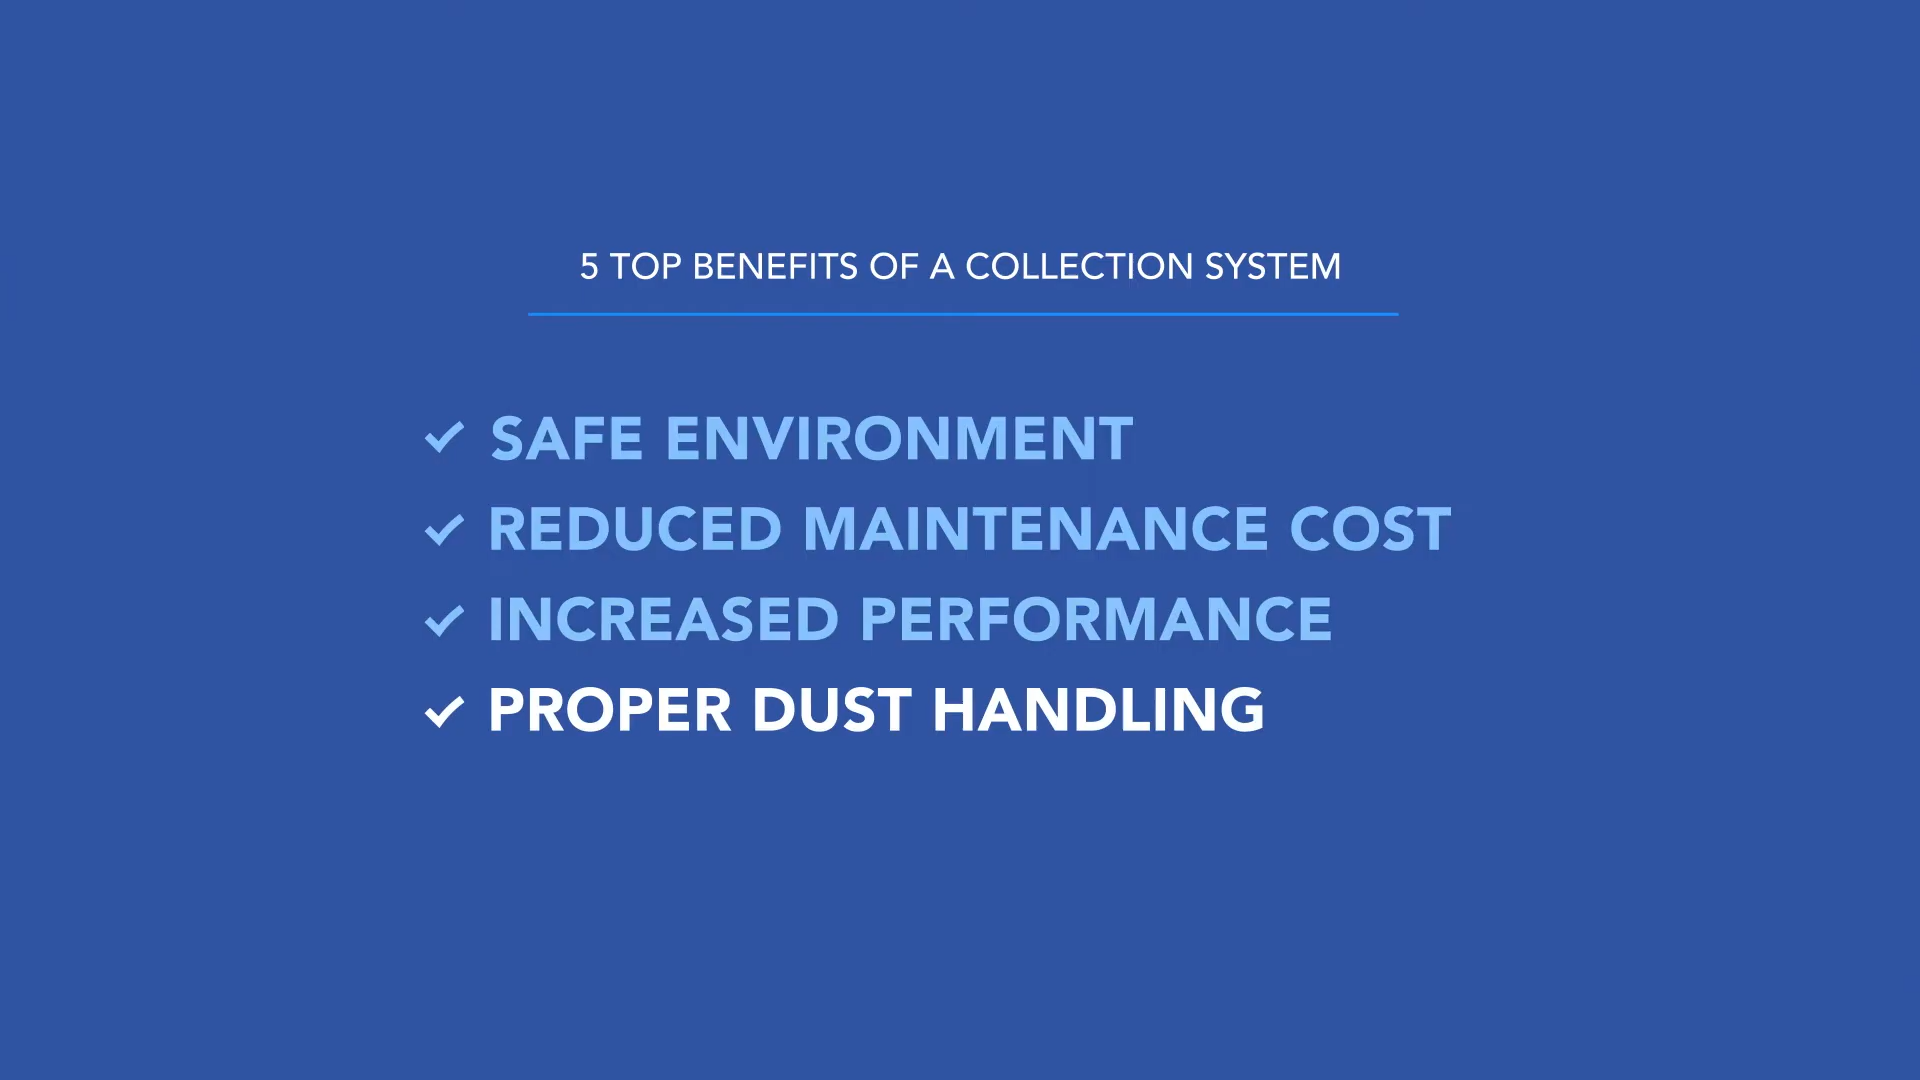 5 TOP BENEFITS OF A COLLECTION SYSTEM
SAFE ENVIRONMENT
REDUCED MAINTENANCE COST
INCREASED PERFORMANCE
PROPER DUST HANDLING